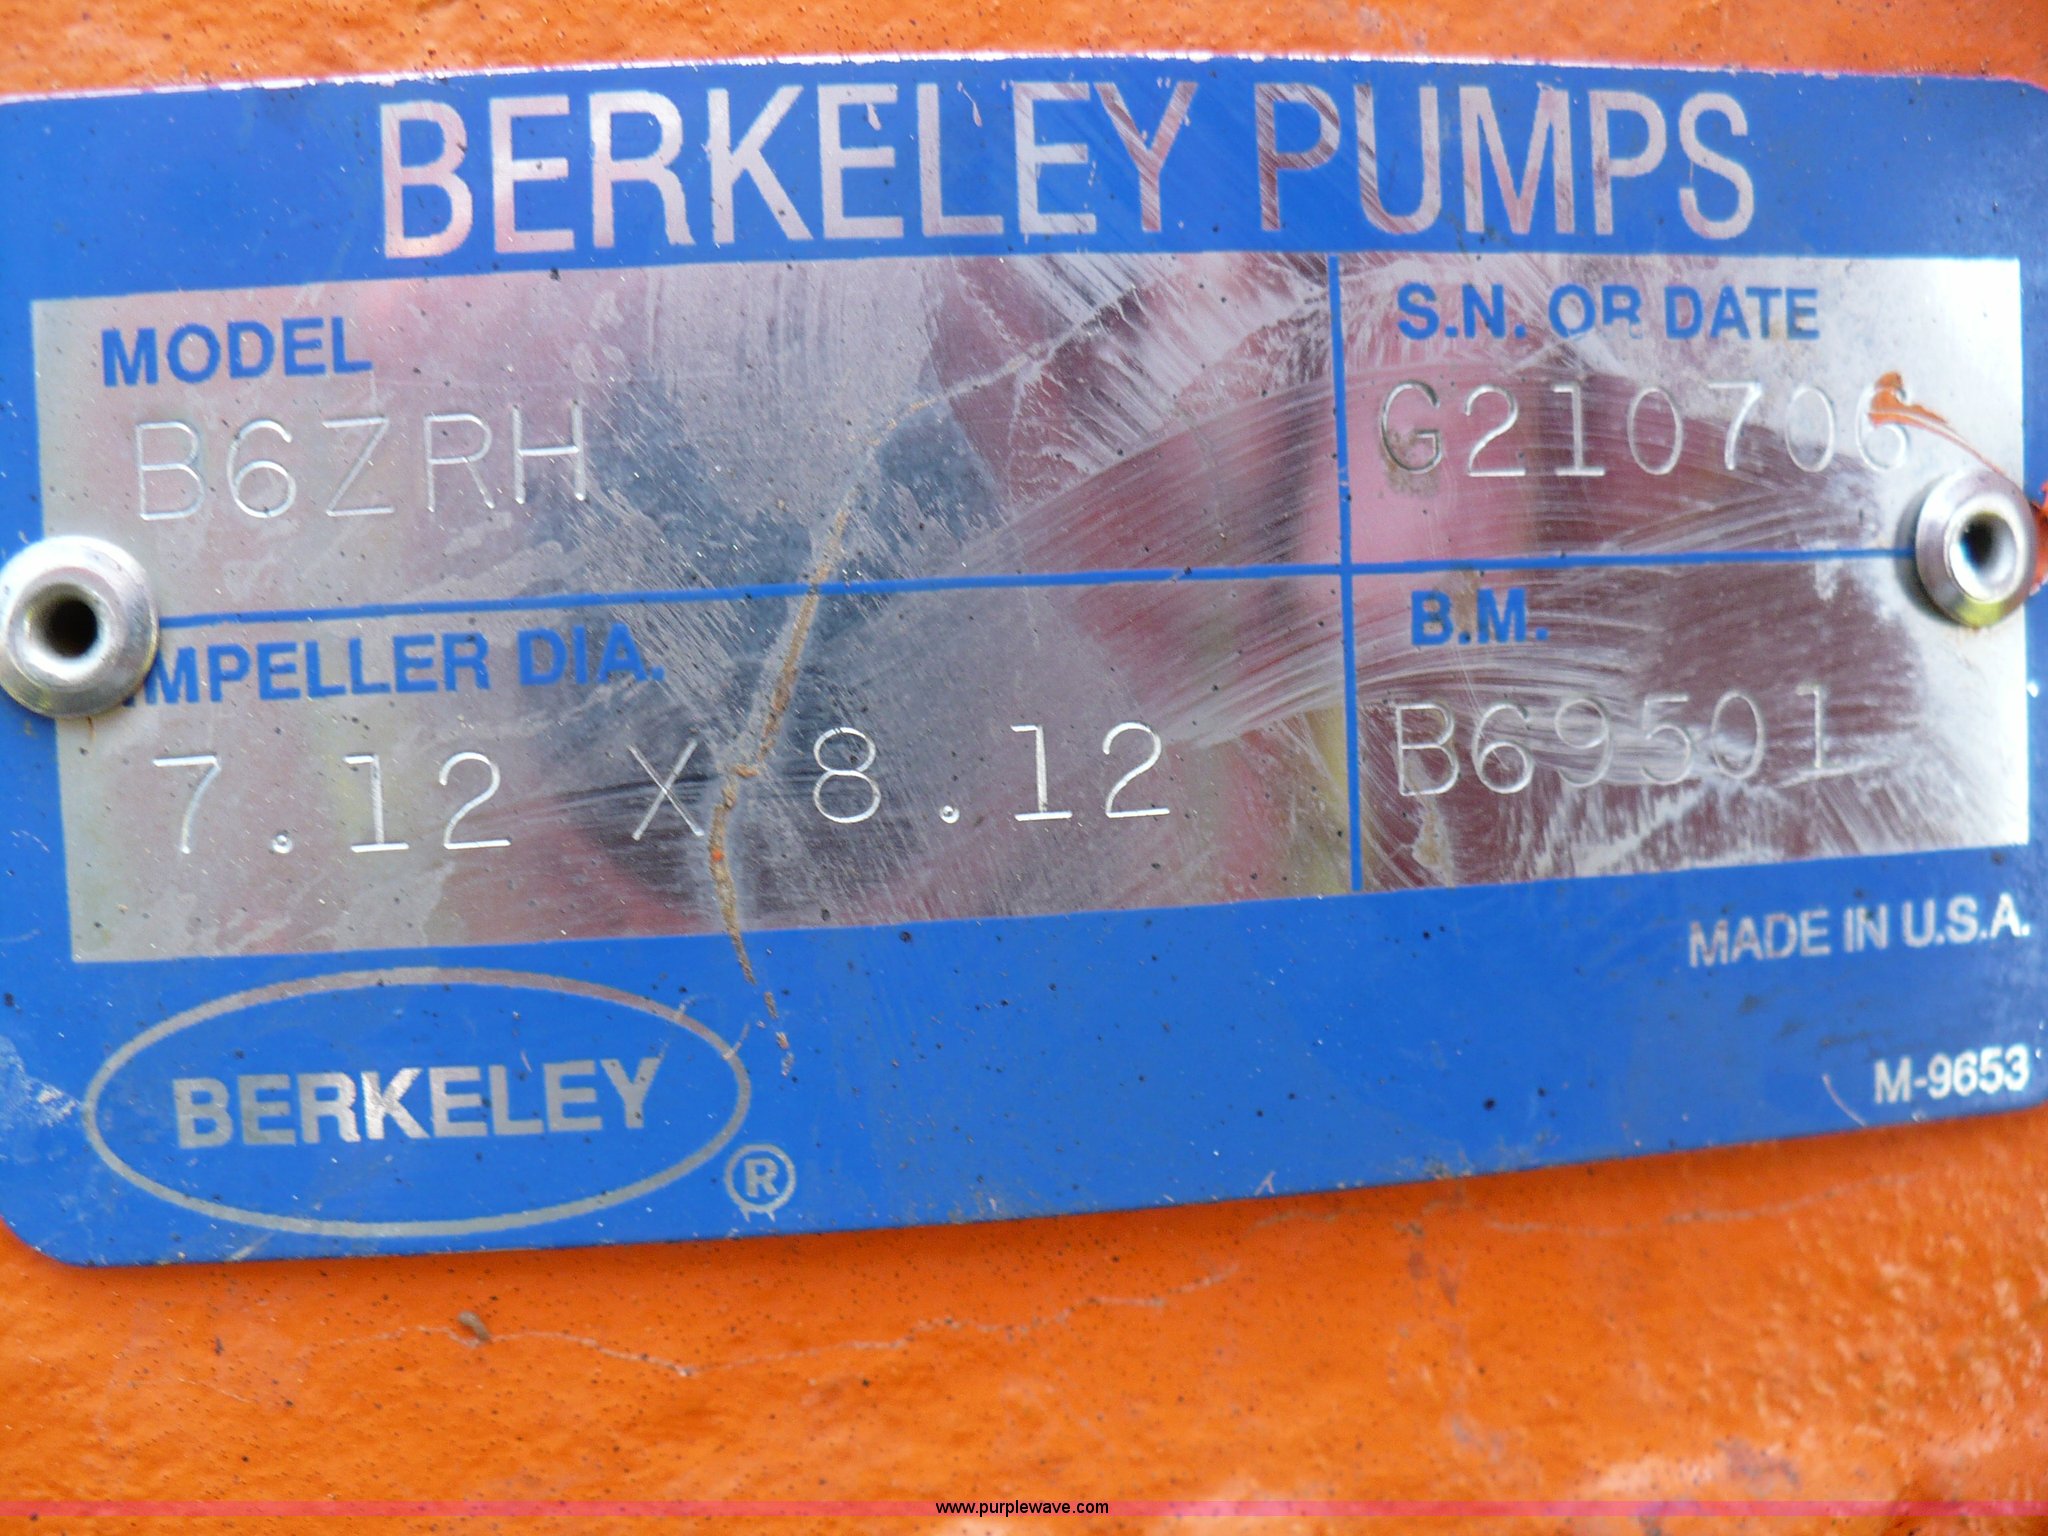 BERKELEY PUMPS
MODEL
B6ZRH
S.N. OR DATE
G210706
IMPELLER DIA.
7.12 X 8.12
B.M.
B69501
MADE IN U.S.A.
BERKELEY
®
M-9653
www.purplewave.com